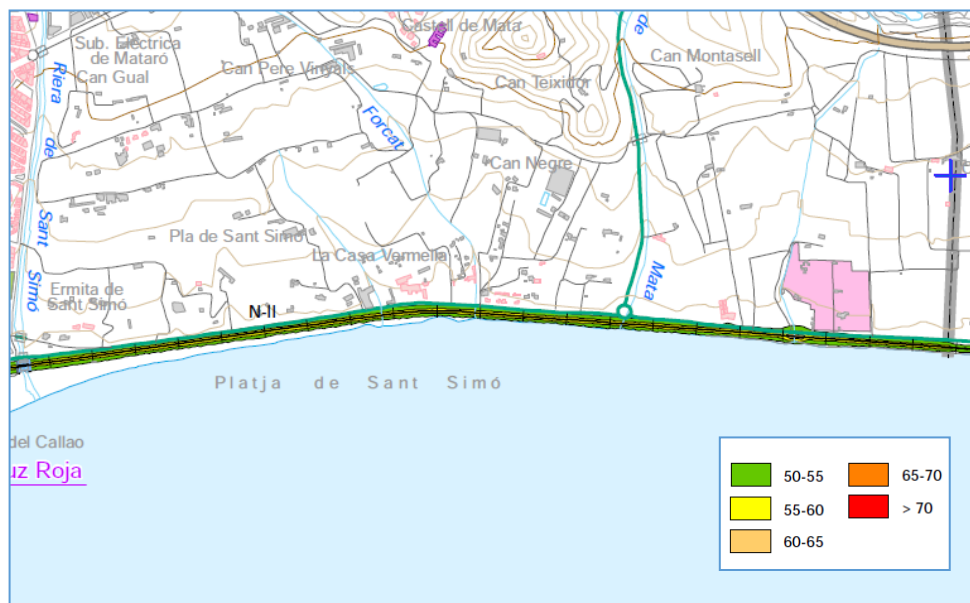 Castell de Mata
de
Sub. Elèctrica
de Mataró
Can Gual
Can Pere Vinyals
Can Teixidor
Can Montasell
Riera
de
Sant
Simó
Forcat
Can Negre
Pla de Sant Simó
La Casa Vermella
Mata
Ermita de
Sant Simó
N-II
Platja de Sant Simó
del Callao
uz Roja
50-55
65-70
55-60
> 70
60-65